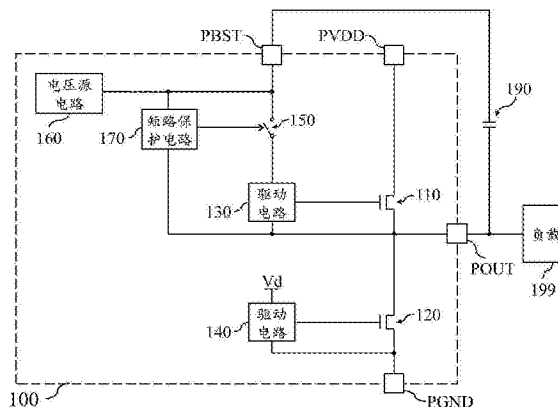 PBST
PVDD
190
电压源
电路
160
短路保
护电路
170
150
驱动
电路
130
110
负载
199
POUT
Vd
驱动
电路
140
120
100
PGND